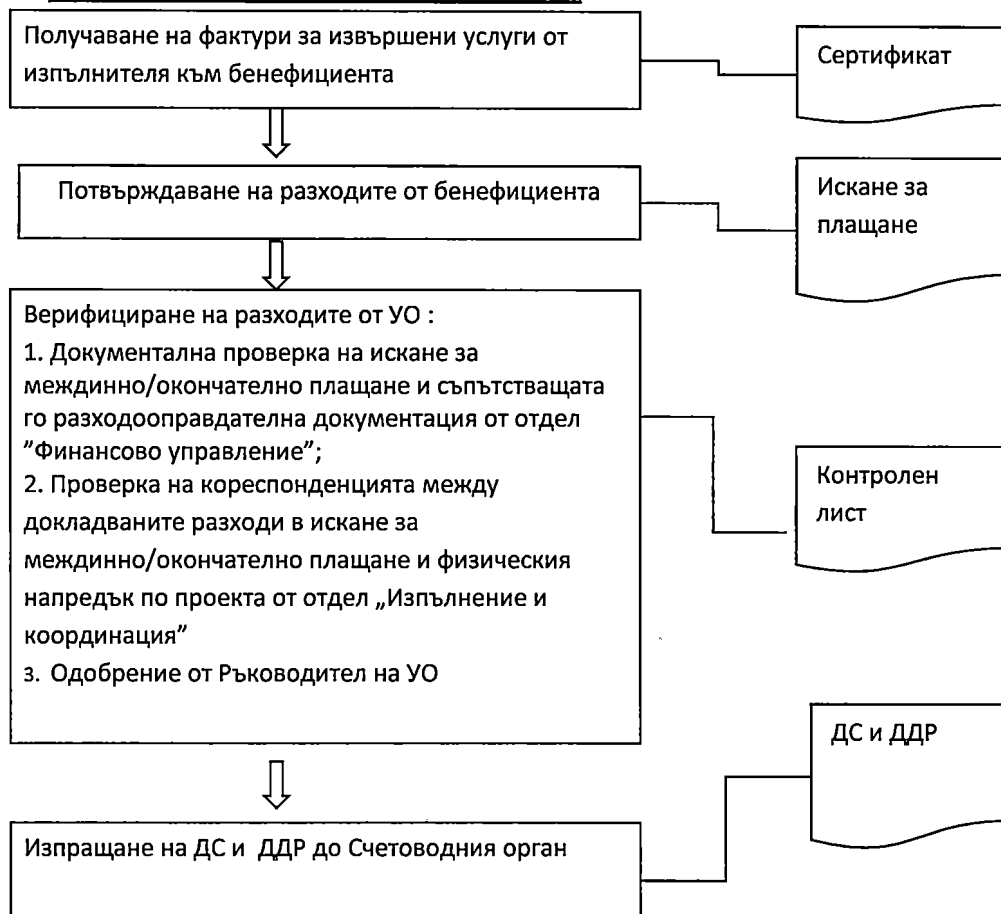 Получаване на фактури за извършени услуги от
изпълнителя към бенефициента
Сертификат
Потвърждаване на разходите от бенефициента
Искане за
плащане
Верифициране на разходите от УО :
1. Документална проверка на искане за
междинно/окончателно плащане и съпътстващата
го разходооправдателна документация от отдел
”Финансово управление”;
2. Проверка на кореспонденцията между
докладваните разходи в искане за
междинно/окончателно плащане и физическия
напредък по проекта от отдел „Изпълнение и
координация”
3. Одобрение от Ръководител на УО
Контролен
лист
ДС и ДДР
Изпращане на ДС и ДДР до Счетоводния орган